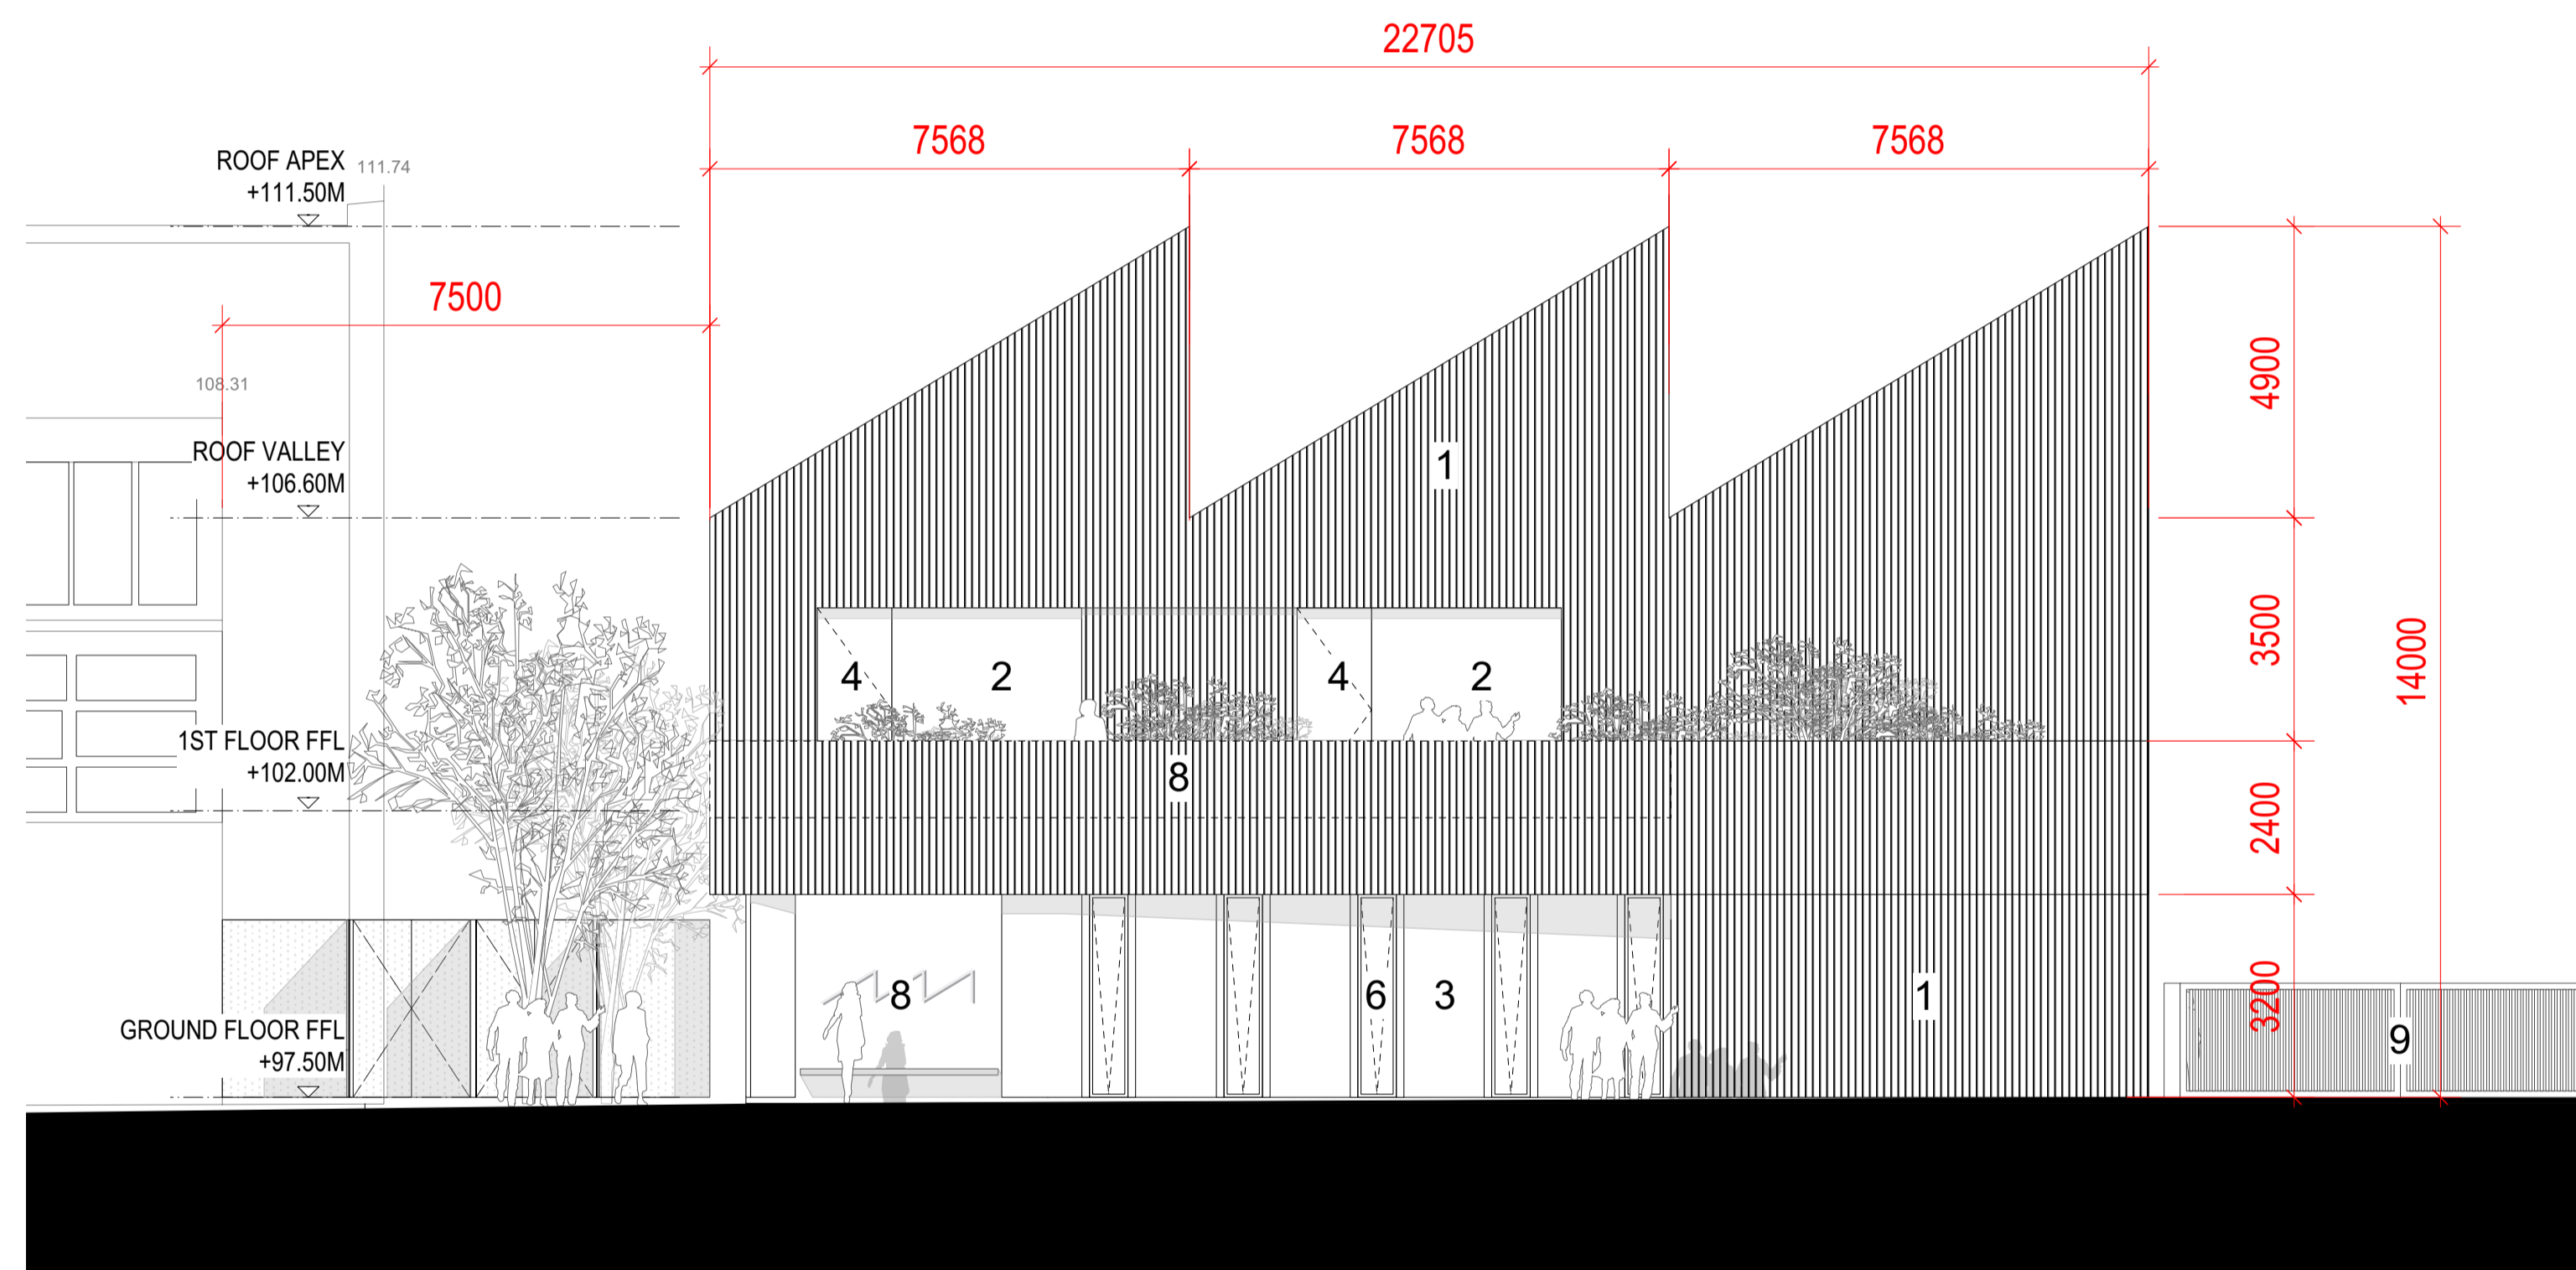 22705
7568
7568
7568
ROOF APEX
+111.50M
111.74
7500
108.31
4900
ROOF VALLEY
+106.60M
1
3500
14000
4
2
4
2
1ST FLOOR FFL
+102.00M
8
2400
GROUND FLOOR FFL
+97.50M
8
6
3
1
3200
9